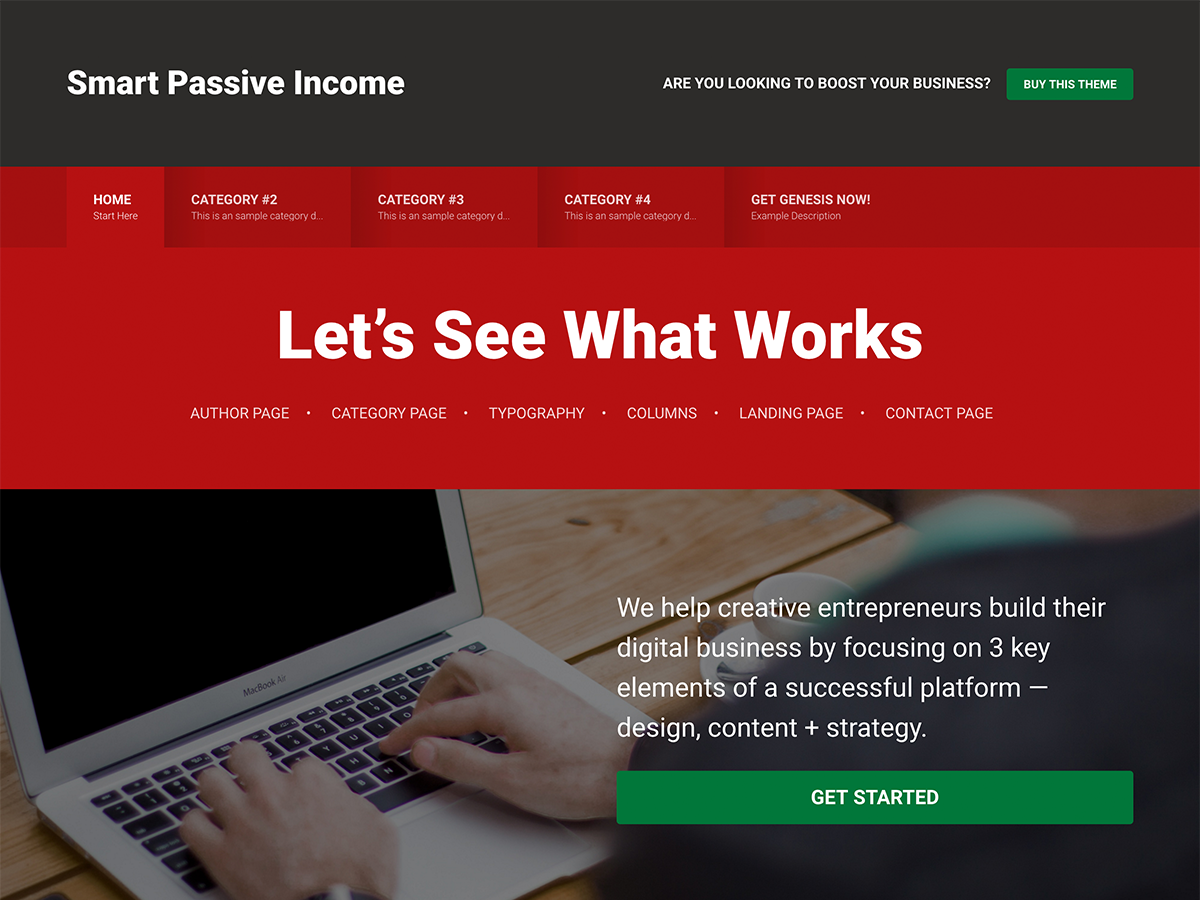 Smart Passive Income
ARE YOU LOOKING TO BOOST YOUR BUSINESS?
BUY THIS THEME
HOME
Start Here
CATEGORY #2
This is an sample category d...
CATEGORY #3
This is an sample category d...
CATEGORY #4
This is an sample category d...
GET GENESIS NOW!
Example Description
Let’s See What Works
AUTHOR PAGE • CATEGORY PAGE • TYPOGRAPHY • COLUMNS • LANDING PAGE • CONTACT PAGE
We help creative entrepreneurs build their
digital business by focusing on 3 key
elements of a successful platform —
design, content + strategy.
GET STARTED
MacBook Air